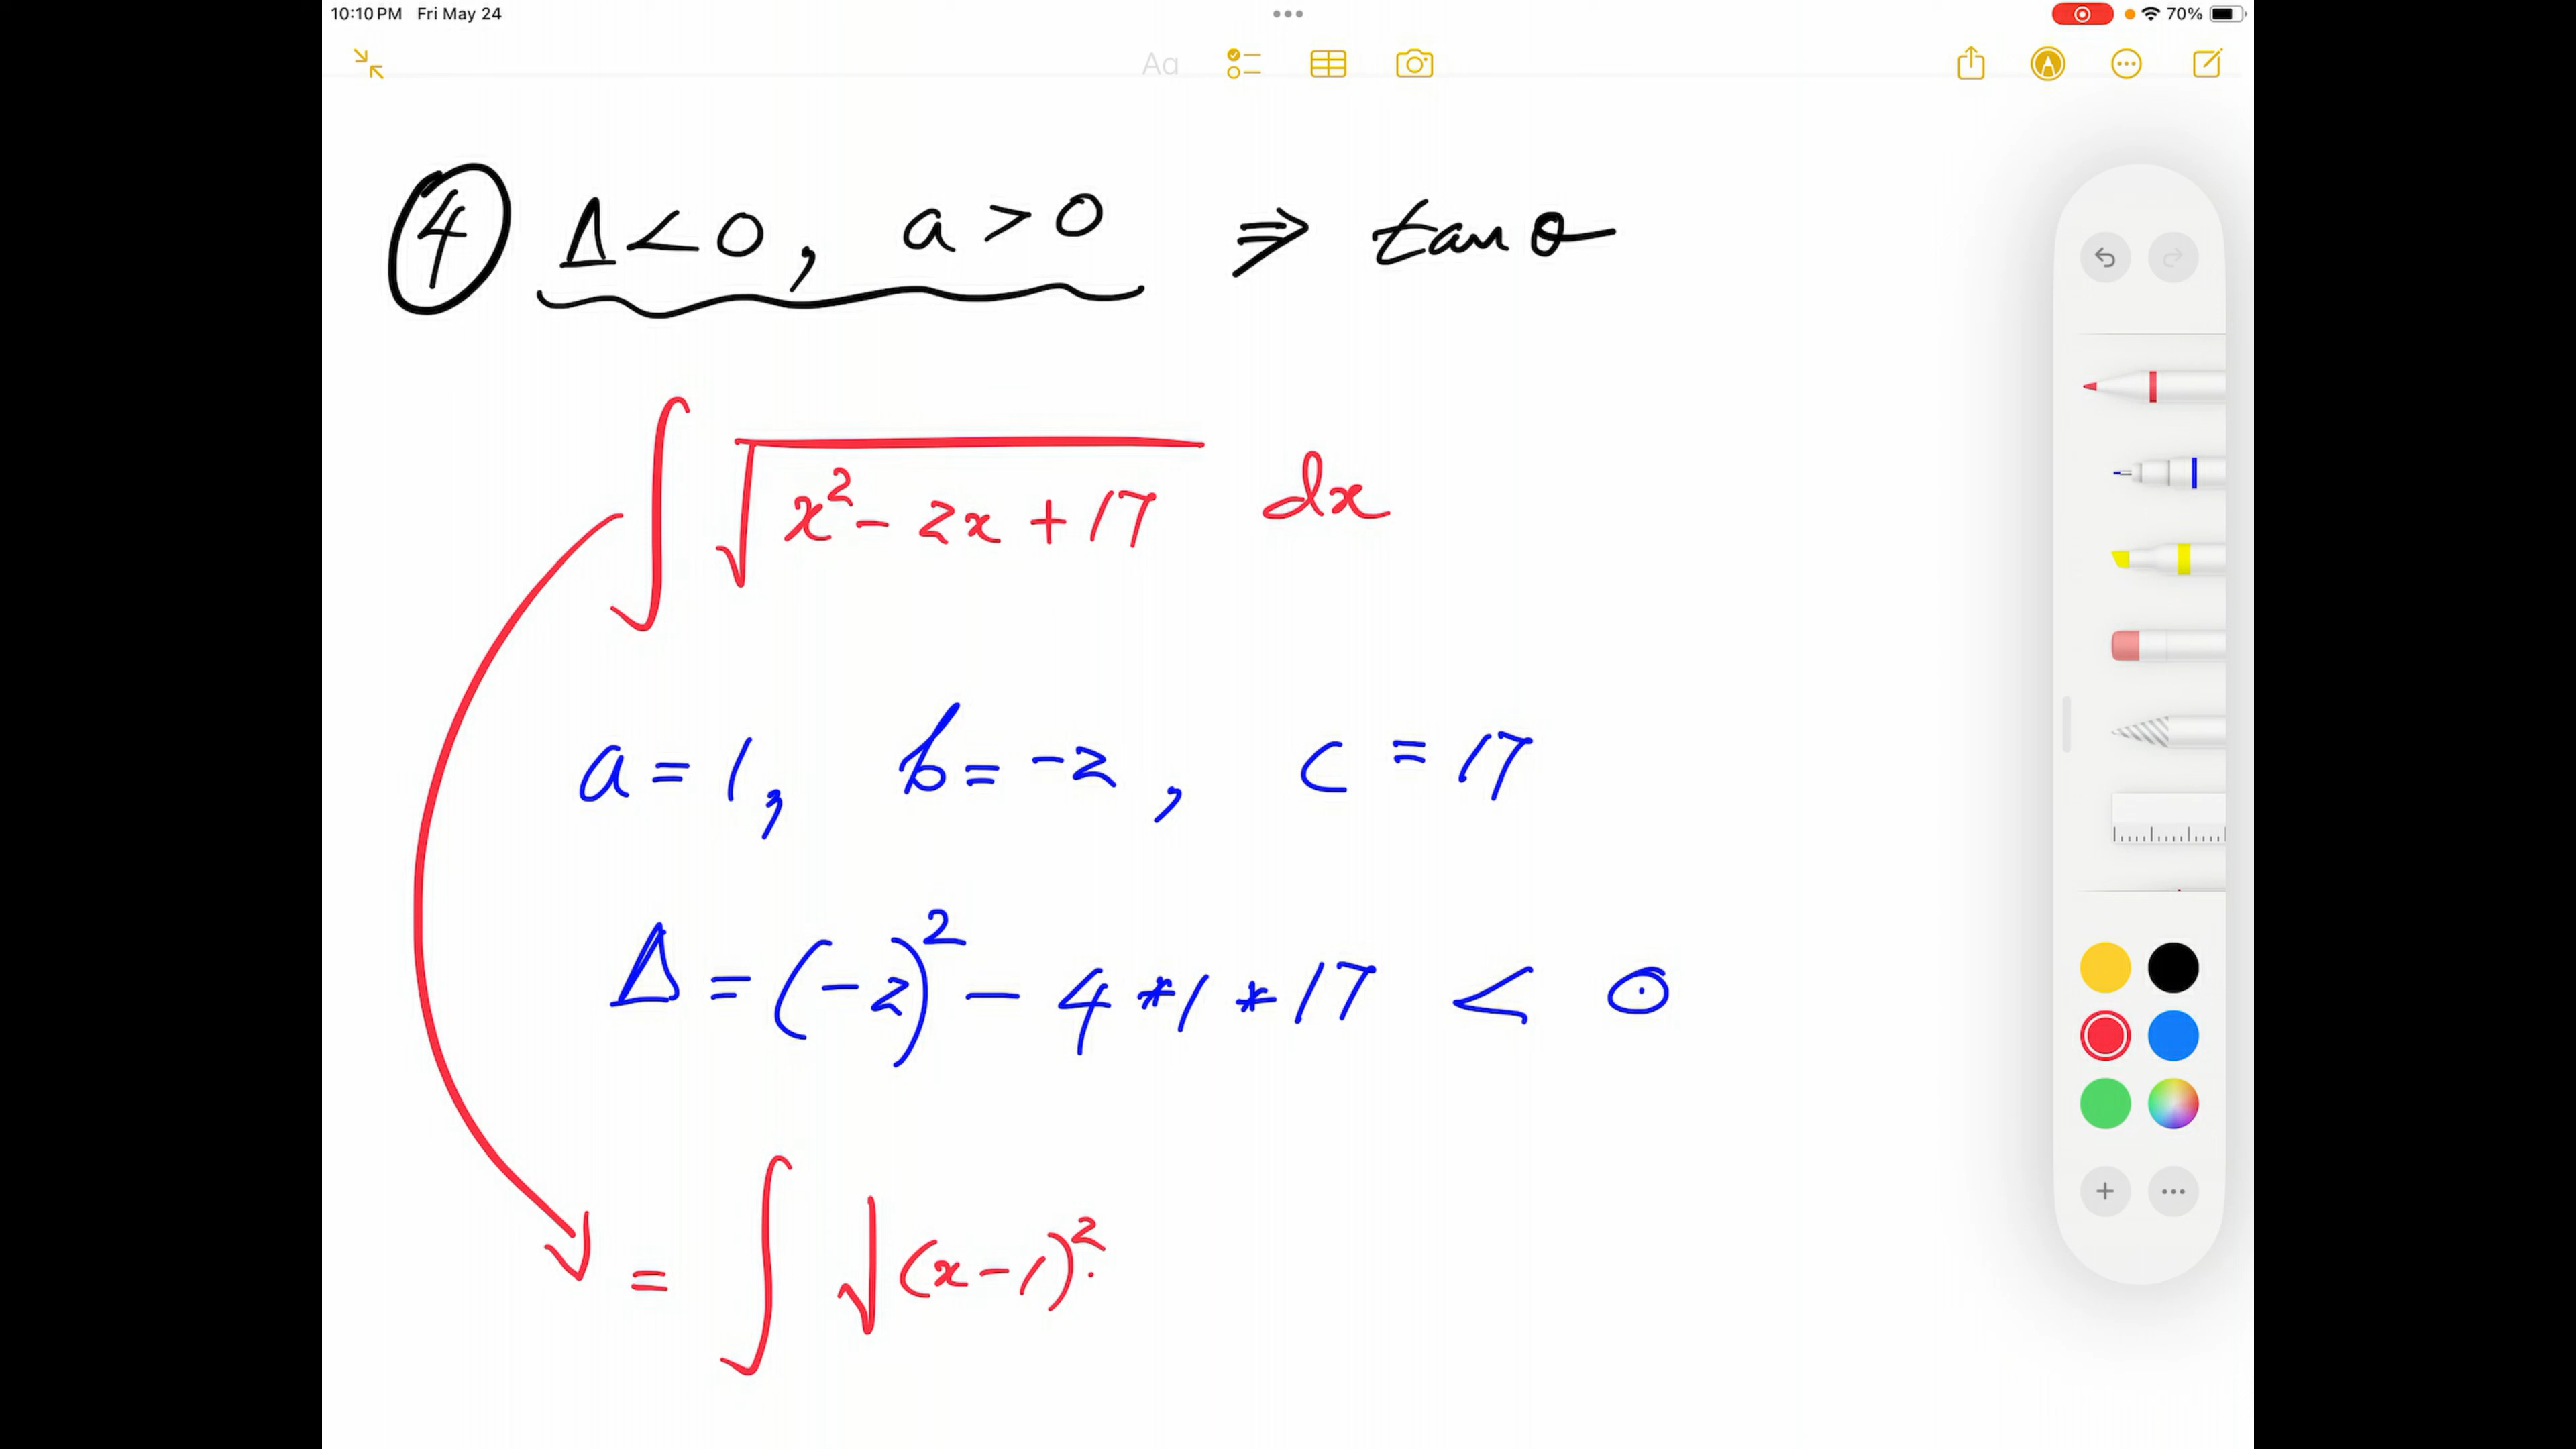 10:10 PM Fri May 24 70%
Aa
④ Δ<0, a>0 ⇒ tan θ
∫ √(x² - 2x + 17) dx
a = 1, b = -2, c = 17
Δ = (-2)² - 4*1*17 < 0
= ∫ √(x-1)²